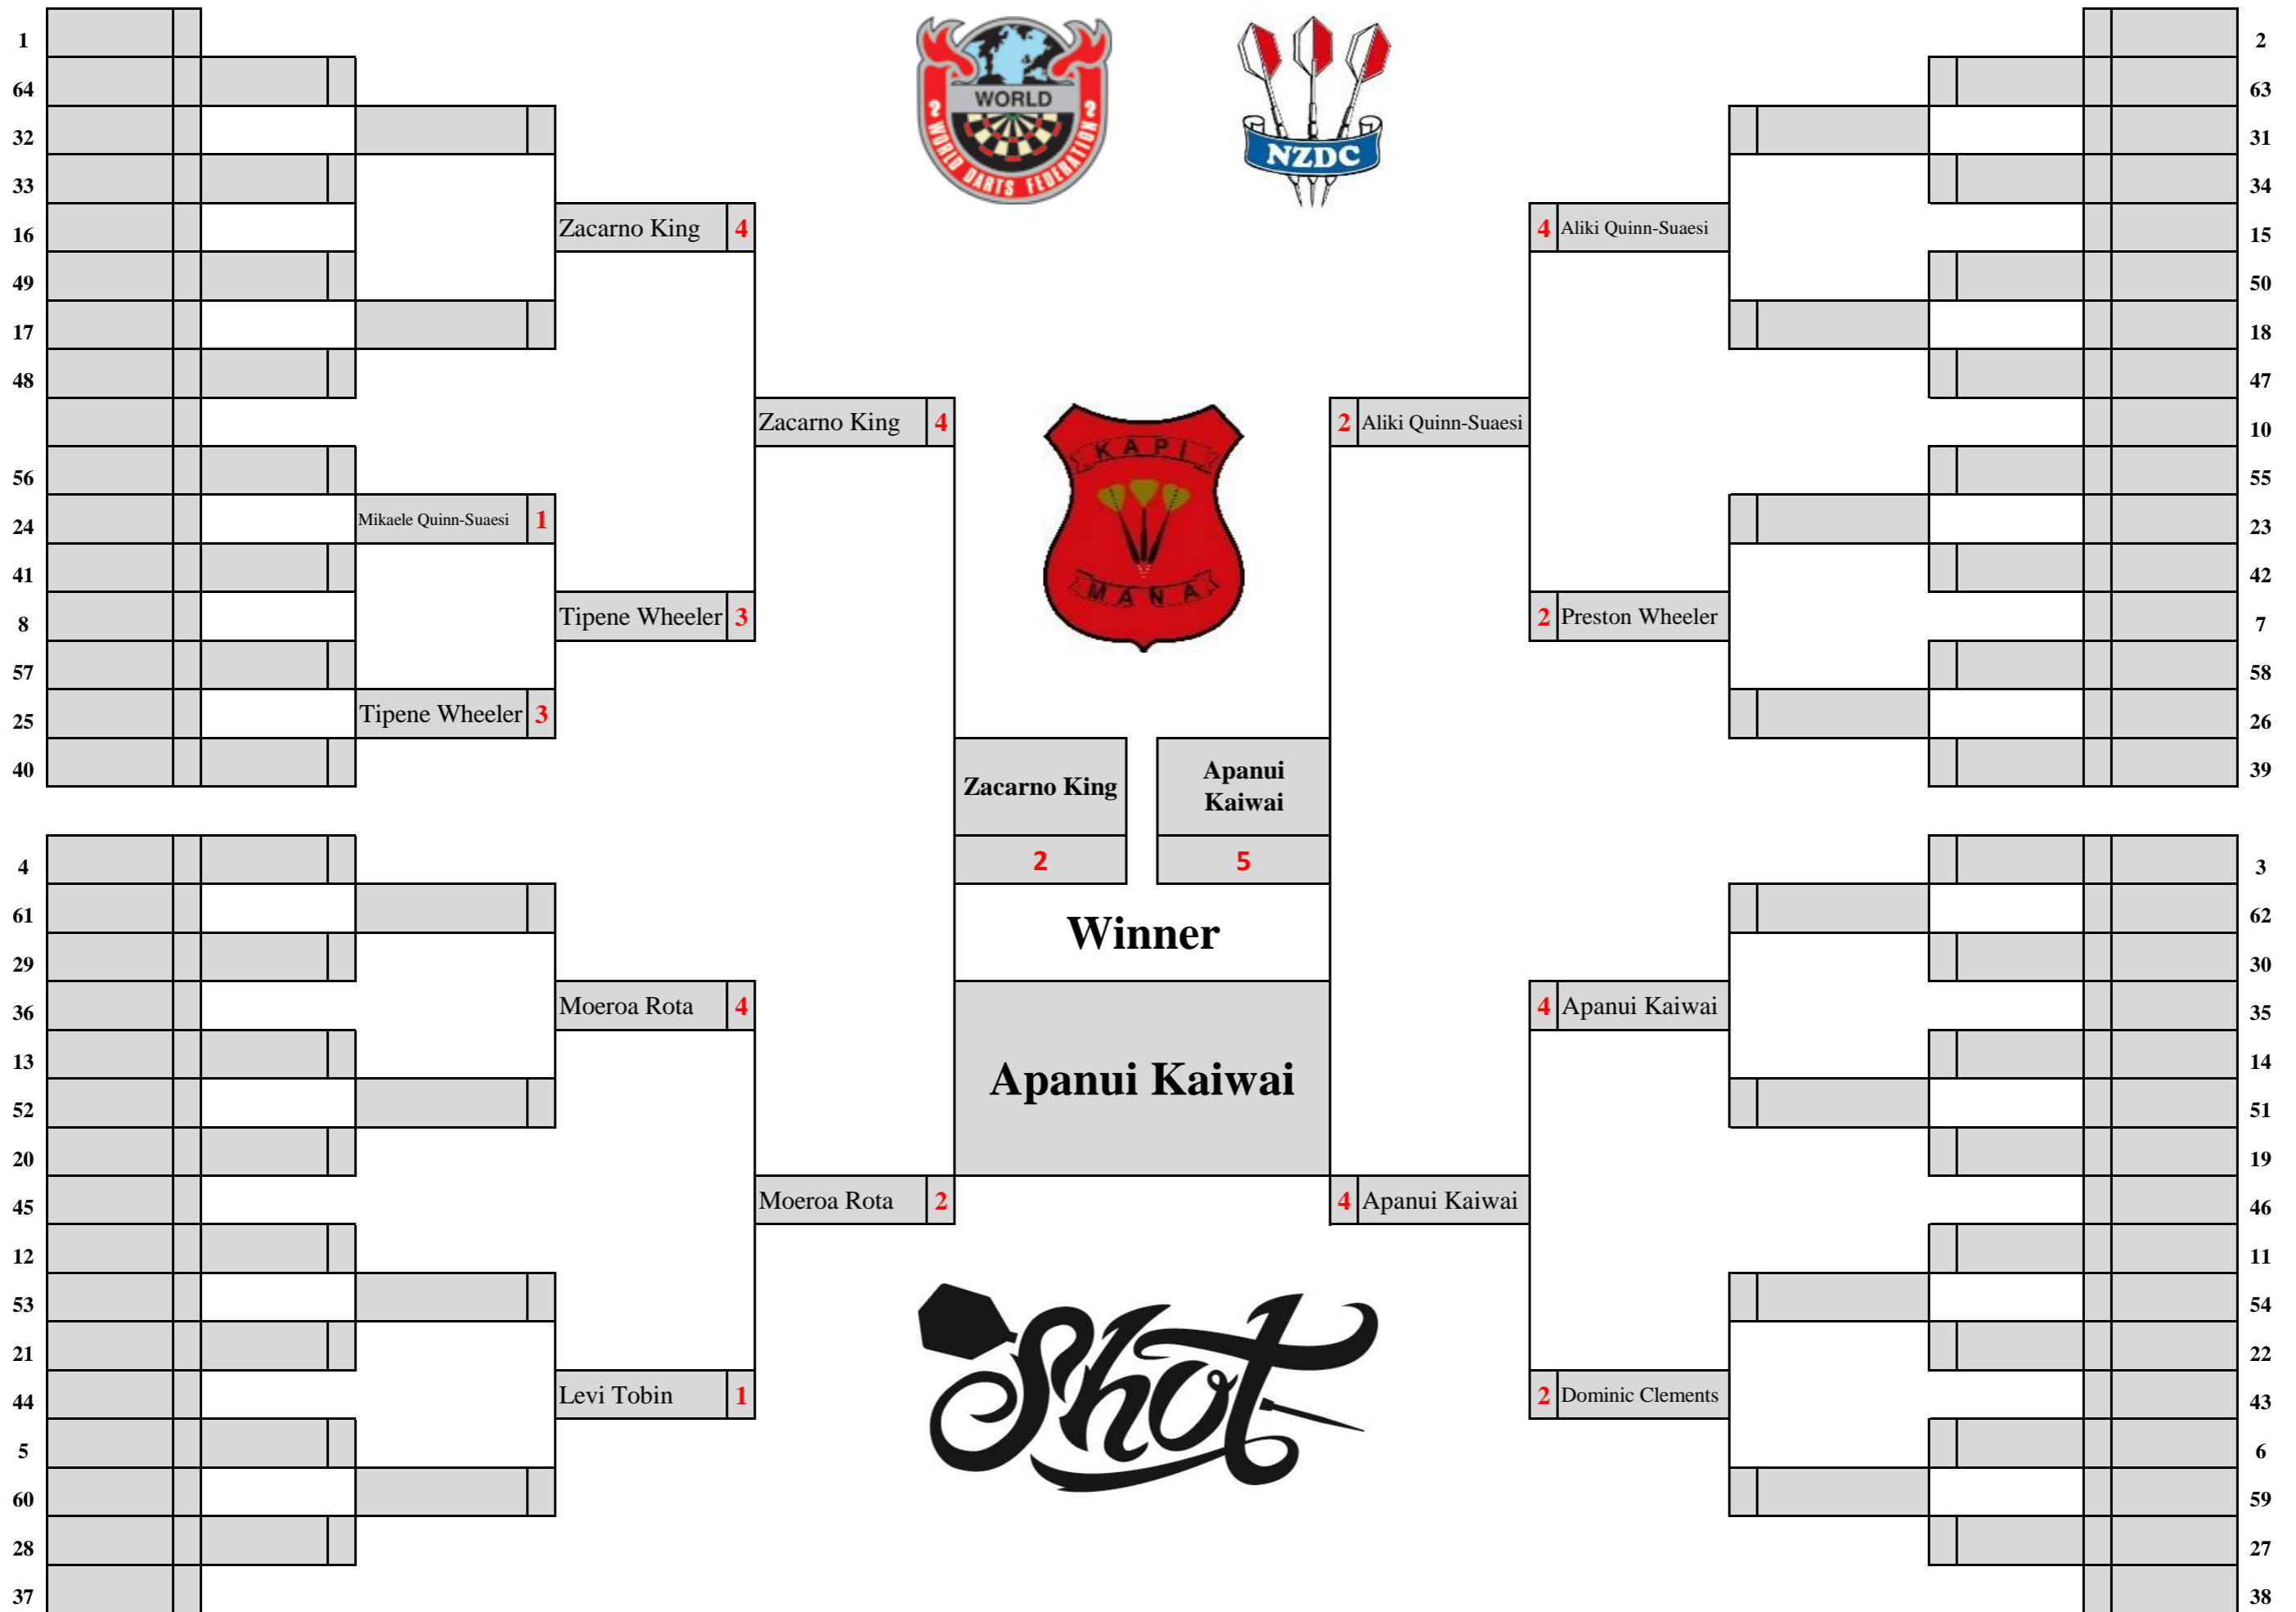 1
64
32
33
16
49
17
48
56
24
41
8
57
25
40
4
61
29
36
13
52
20
45
12
53
21
44
5
60
28
37
Mikaele Quinn-Suaesi 1
Tipene Wheeler 3
Zacarno King 4
Tipene Wheeler 3
Moeroa Rota 4
Levi Tobin 1
Zacarno King 4
Moeroa Rota 2
WORLD
2 WORLD DARTS FEDERATION 2
NZDC
KAPI
MANA
Zacarno King
2
Apanui
Kaiwai
5
Winner
Apanui Kaiwai
Shot
2 Aliki Quinn-Suaesi
4 Apanui Kaiwai
4 Aliki Quinn-Suaesi
2 Preston Wheeler
4 Apanui Kaiwai
2 Dominic Clements
2
63
31
34
15
50
18
47
10
55
23
42
7
58
26
39
3
62
30
35
14
51
19
46
11
54
22
43
6
59
27
38